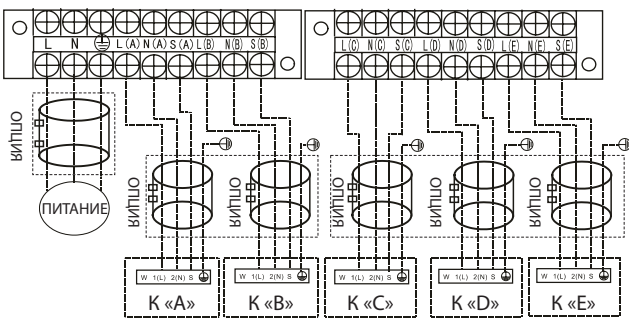 L N L(A) N(A) S(A) L(B) N(B) S(B)
L(C) N(C) S(C) L(D) N(D) S(D) L(E) N(E) S(E)
ОПЦИЯ
ОПЦИЯ
ОПЦИЯ
ОПЦИЯ
ОПЦИЯ
ОПЦИЯ
ПИТАНИЕ
W 1(L) 2(N) S
W 1(L) 2(N) S
W 1(L) 2(N) S
W 1(L) 2(N) S
W 1(L) 2(N) S
К «A»
К «B»
К «C»
К «D»
К «E»